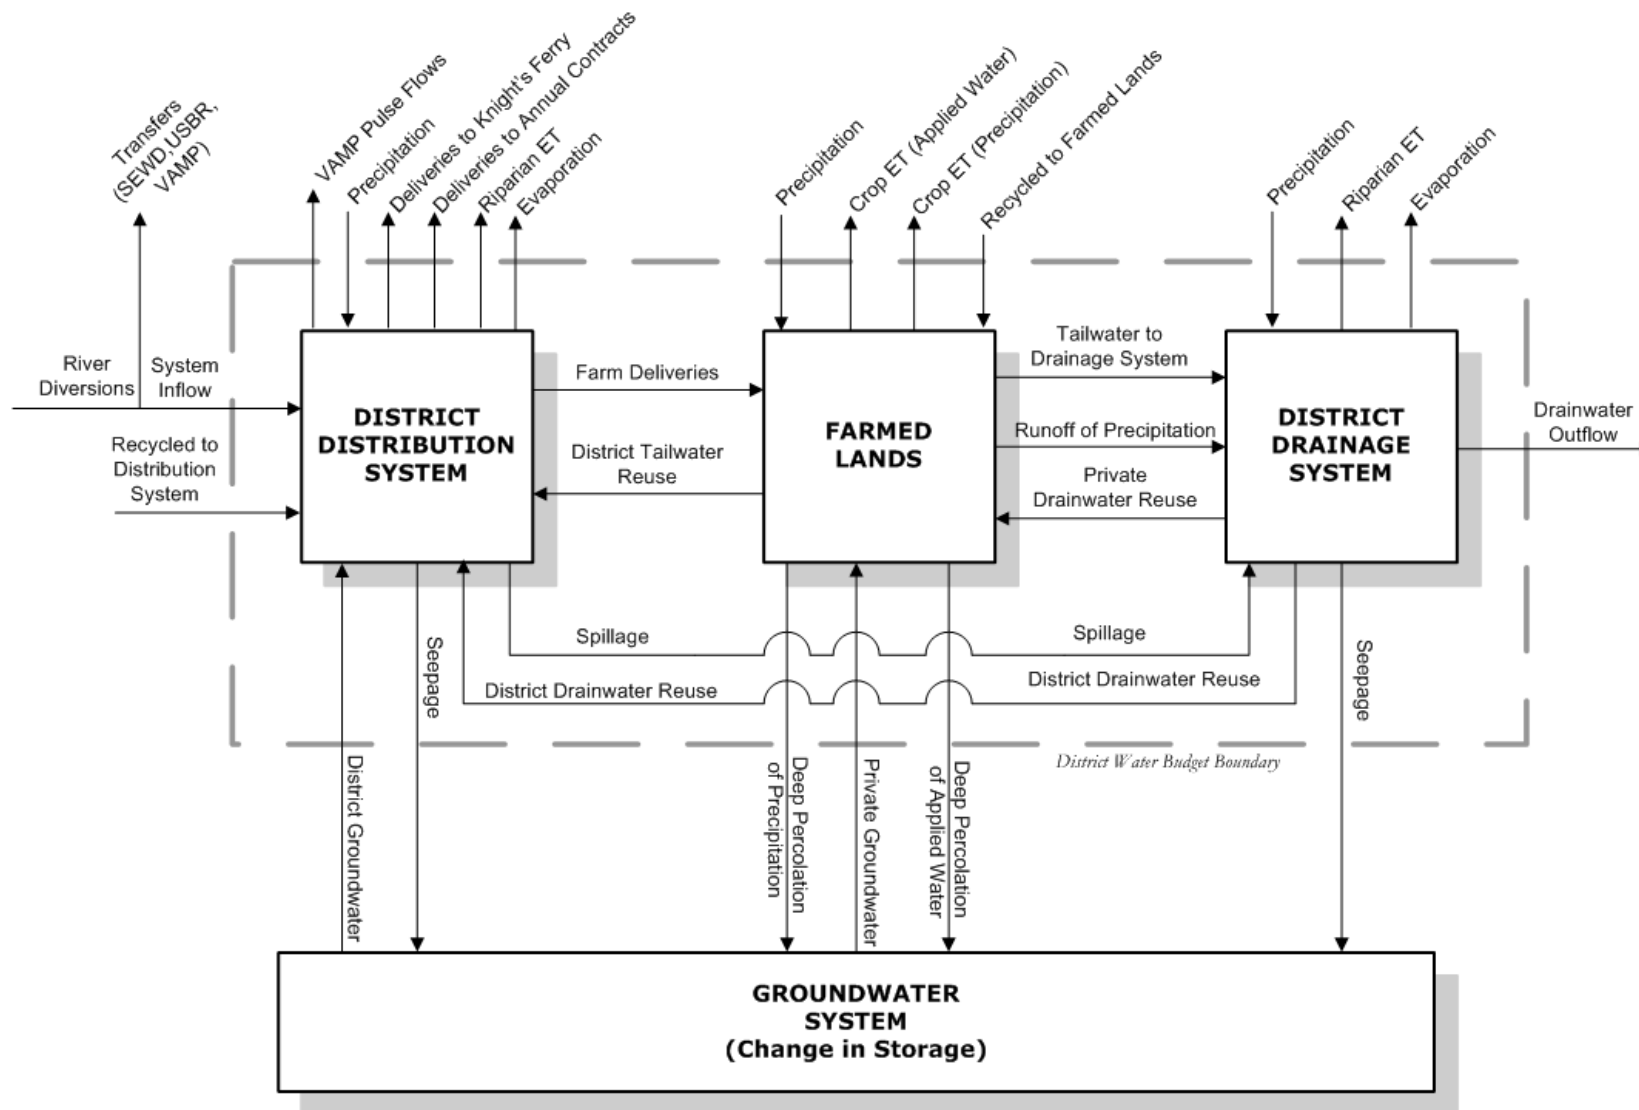 Transfers
(SEWD,USBR,
VAMP)
VAMP Pulse Flows
Precipitation
Deliveries to Knight's Ferry
Deliveries to Annual Contracts
Riparian ET
Evaporation
Precipitation
Crop ET (Applied Water)
Crop ET (Precipitation)
Recycled to Farmed Lands
Precipitation
Riparian ET
Evaporation
River
Diversions
System
Inflow
Recycled to
Distribution
System
DISTRICT
DISTRIBUTION
SYSTEM
Farm Deliveries
District Tailwater
Reuse
FARMED
LANDS
Tailwater to
Drainage System
Runoff of Precipitation
Private
Drainwater Reuse
DISTRICT
DRAINAGE
SYSTEM
Drainwater
Outflow
Spillage
Spillage
District Drainwater Reuse
District Drainwater Reuse
Seepage
Seepage
District Water Budget Boundary
District Groundwater
Deep Percolation
of Precipitation
Private Groundwater
Deep Percolation
of Applied Water
GROUNDWATER
SYSTEM
(Change in Storage)